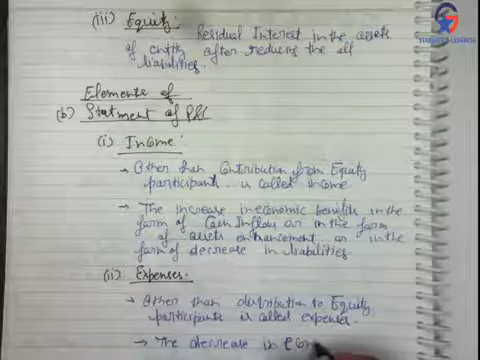 (iii) Equity: Residual Interest in the assets
of entity after reducing the all
liabilities.
Elements of
(b) Statment of P&L
(i) Income:
→ Other than Contribution from Equity
participants is called income
→ The increase in economic benefits in the
form of Cash Inflow or in the form
of assets enhancement or in the
form of decrease in liabilities
(ii) Expenses.
→ Other than distribution to Equity
participants is called expenses.
→ The decrease in